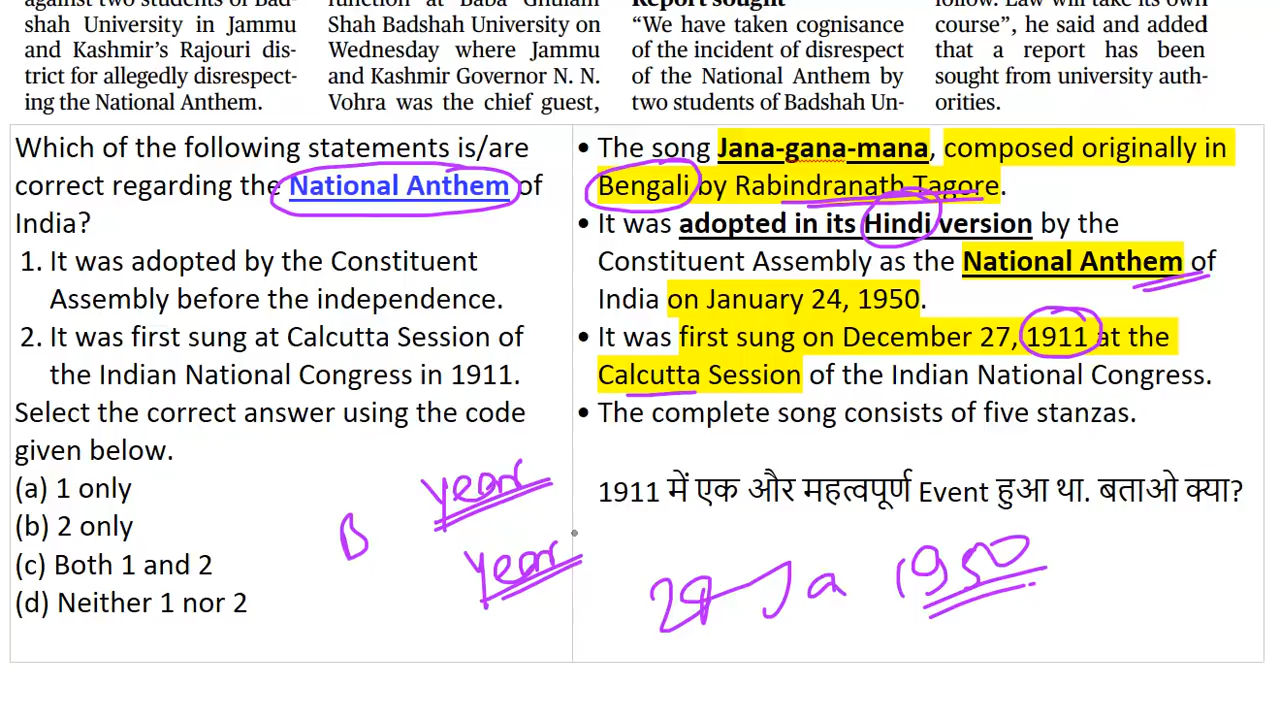 against two students of Bad-
shah University in Jammu
and Kashmir's Rajouri dis-
trict for allegedly disrespect-
ing the National Anthem.
function at Baba Ghulam
Shah Badshah University on
Wednesday where Jammu
and Kashmir Governor N. N.
Vohra was the chief guest,
Report sought
“We have taken cognisance
of the incident of disrespect
of the National Anthem by
two students of Badshah Un-
follow. Law will take its own
course”, he said and added
that a report has been
sought from university auth-
orities.
Which of the following statements is/are
correct regarding the National Anthem of
India?
1. It was adopted by the Constituent
Assembly before the independence.
2. It was first sung at Calcutta Session of
the Indian National Congress in 1911.
Select the correct answer using the code
given below.
(a) 1 only
(b) 2 only
(c) Both 1 and 2
(d) Neither 1 nor 2
B
year
year
• The song Jana-gana-mana, composed originally in
Bengali by Rabindranath Tagore.
• It was adopted in its Hindi version by the
Constituent Assembly as the National Anthem of
India on January 24, 1950.
• It was first sung on December 27, 1911 at the
Calcutta Session of the Indian National Congress.
• The complete song consists of five stanzas.
1911 में एक और महत्वपूर्ण Event हुआ था. बताओ क्या?
24 Ja 1950